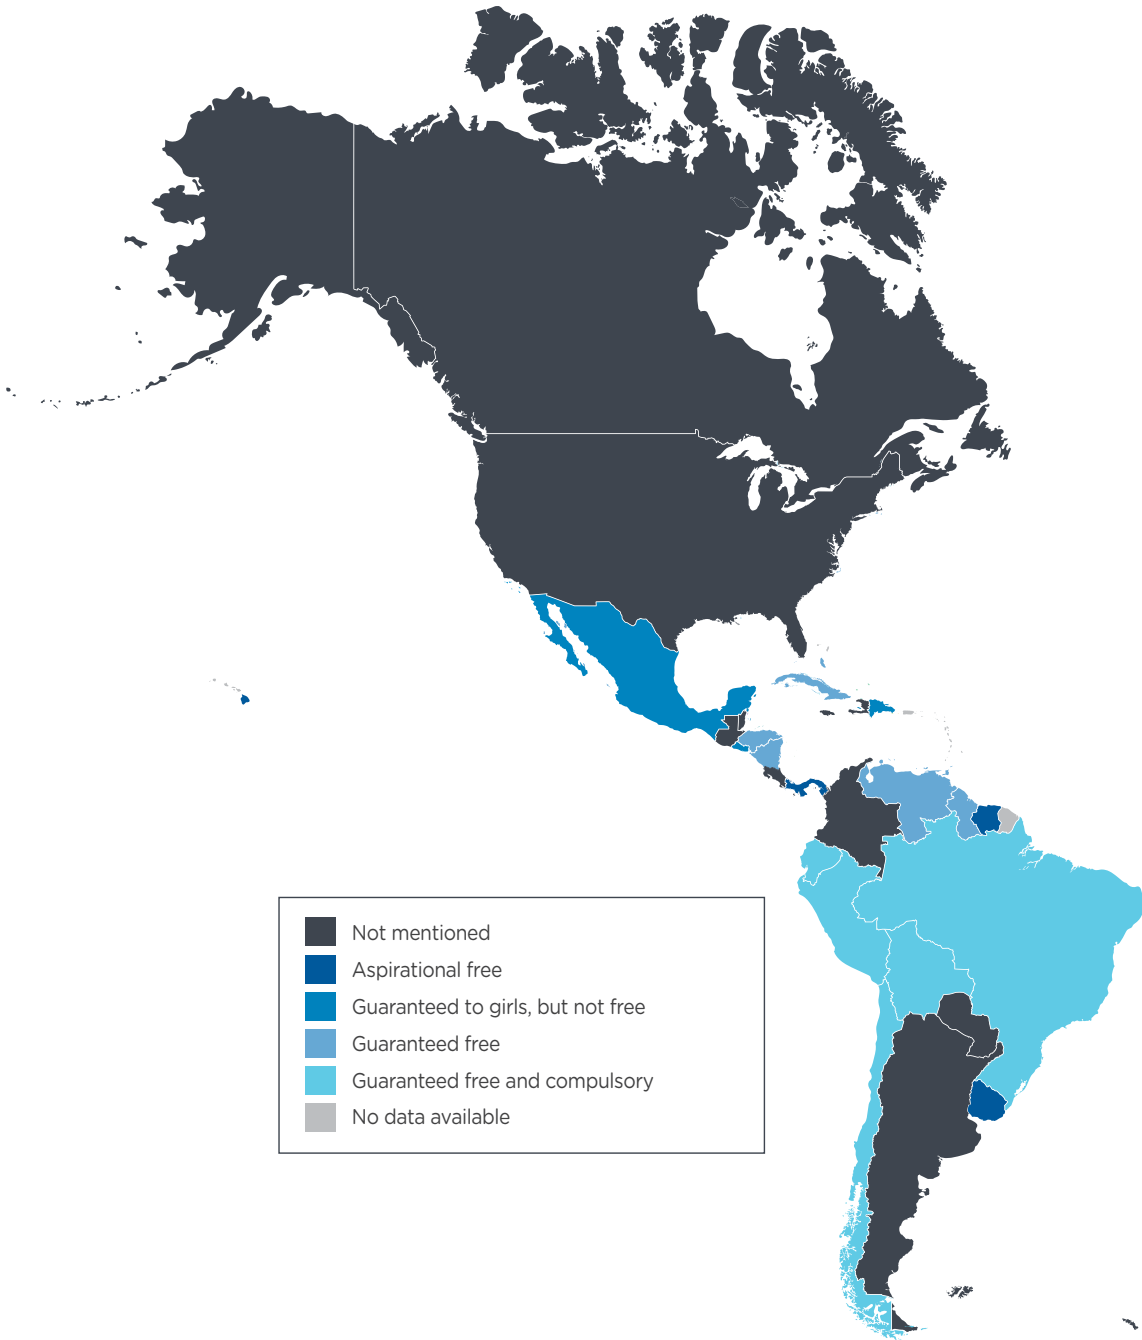 Not mentioned
Aspirational free
Guaranteed to girls, but not free
Guaranteed free
Guaranteed free and compulsory
No data available